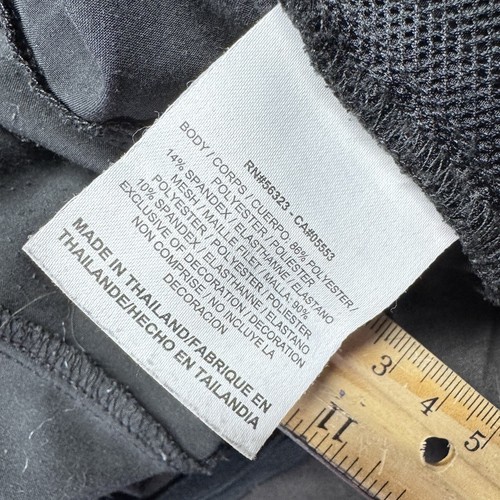 RN#56323 - CA#05553
BODY / CORPS / CUERPO: 86% POLYESTER /
POLYESTER / POLIESTER
14% SPANDEX / ELASTHANNE / ELASTANO
MESH / MAILLE FILET / MALLA: 90%
POLYESTER / POLYESTER / POLIESTER
10% SPANDEX / ELASTHANNE / ELASTANO
EXCLUSIVE OF DECORATION / DECORATION
NON COMPRISE / NO INCLUYE LA
DECORACION
MADE IN THAILAND/FABRIQUE EN
THAILANDE/HECHO EN TAILANDIA
3 4 5
11